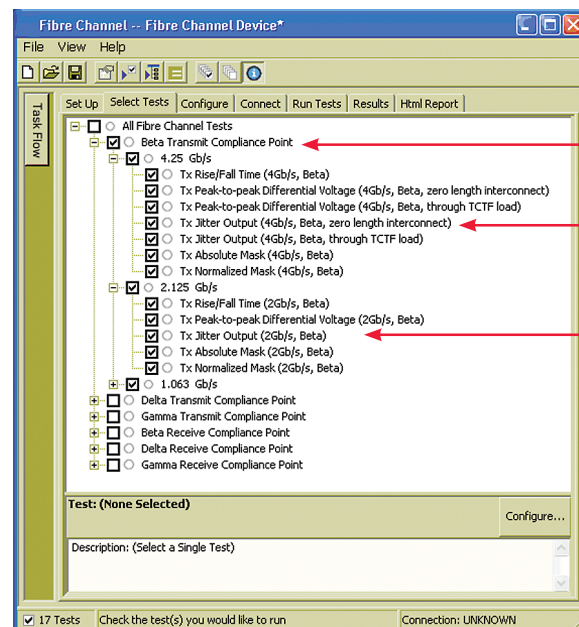 Fibre Channel -- Fibre Channel Device*
File View Help
Task Flow
Set Up Select Tests Configure Connect Run Tests Results Html Report
All Fibre Channel Tests
Beta Transmit Compliance Point
4.25 Gb/s
Tx Rise/Fall Time (4Gb/s, Beta)
Tx Peak-to-peak Differential Voltage (4Gb/s, Beta, zero length interconnect)
Tx Peak-to-peak Differential Voltage (4Gb/s, Beta, through TCTF load)
Tx Jitter Output (4Gb/s, Beta, zero length interconnect)
Tx Jitter Output (4Gb/s, Beta, through TCTF load)
Tx Absolute Mask (4Gb/s, Beta)
Tx Normalized Mask (4Gb/s, Beta)
2.125 Gb/s
Tx Rise/Fall Time (2Gb/s, Beta)
Tx Peak-to-peak Differential Voltage (2Gb/s, Beta)
Tx Jitter Output (2Gb/s, Beta)
Tx Absolute Mask (2Gb/s, Beta)
Tx Normalized Mask (2Gb/s, Beta)
1.063 Gb/s
Delta Transmit Compliance Point
Gamma Transmit Compliance Point
Beta Receive Compliance Point
Delta Receive Compliance Point
Gamma Receive Compliance Point
Test: (None Selected)
Configure...
Description: (Select a Single Test)
17 Tests Check the test(s) you would like to run Connection: UNKNOWN